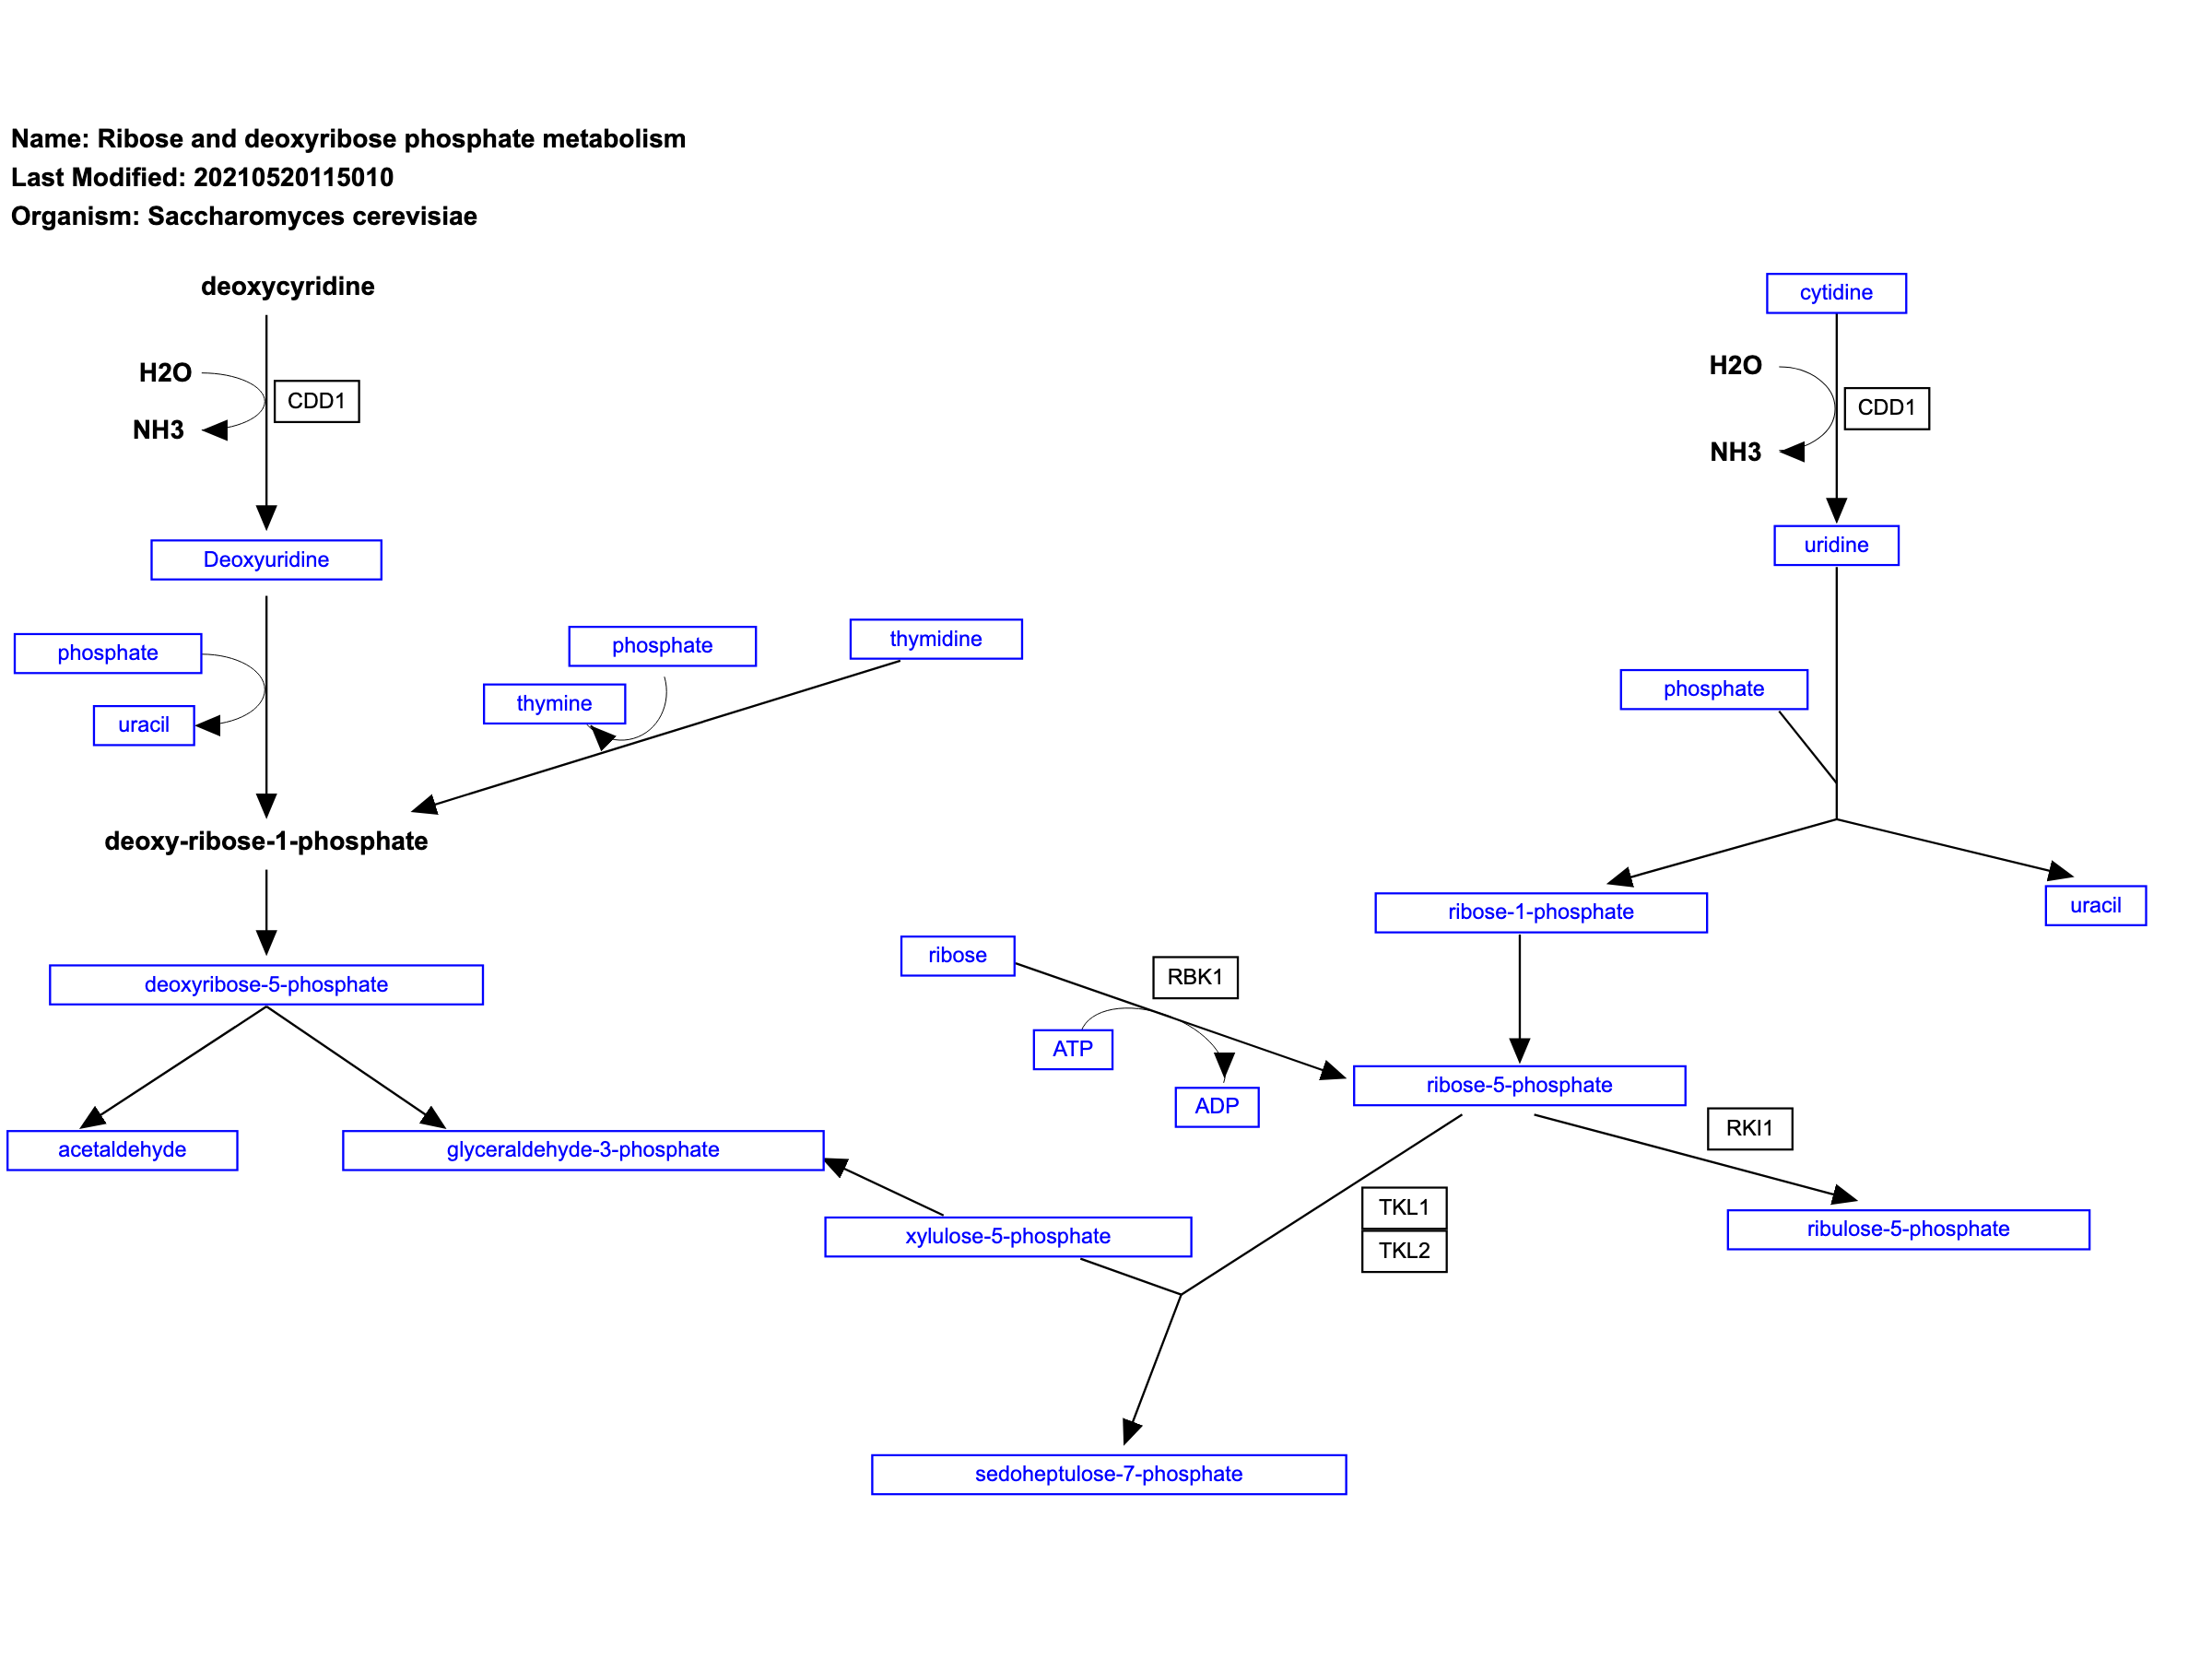 Name: Ribose and deoxyribose phosphate metabolism
Last Modified: 20210520115010
Organism: Saccharomyces cerevisiae
deoxycyridine
cytidine
H2O
CDD1
NH3
H2O
CDD1
NH3
Deoxyuridine
uridine
phosphate
uracil
phosphate
thymidine
thymine
phosphate
deoxy-ribose-1-phosphate
ribose-1-phosphate
uracil
ribose
RBK1
deoxyribose-5-phosphate
ATP
ADP
ribose-5-phosphate
RKI1
acetaldehyde
glyceraldehyde-3-phosphate
xylulose-5-phosphate
TKL1
TKL2
ribulose-5-phosphate
sedoheptulose-7-phosphate